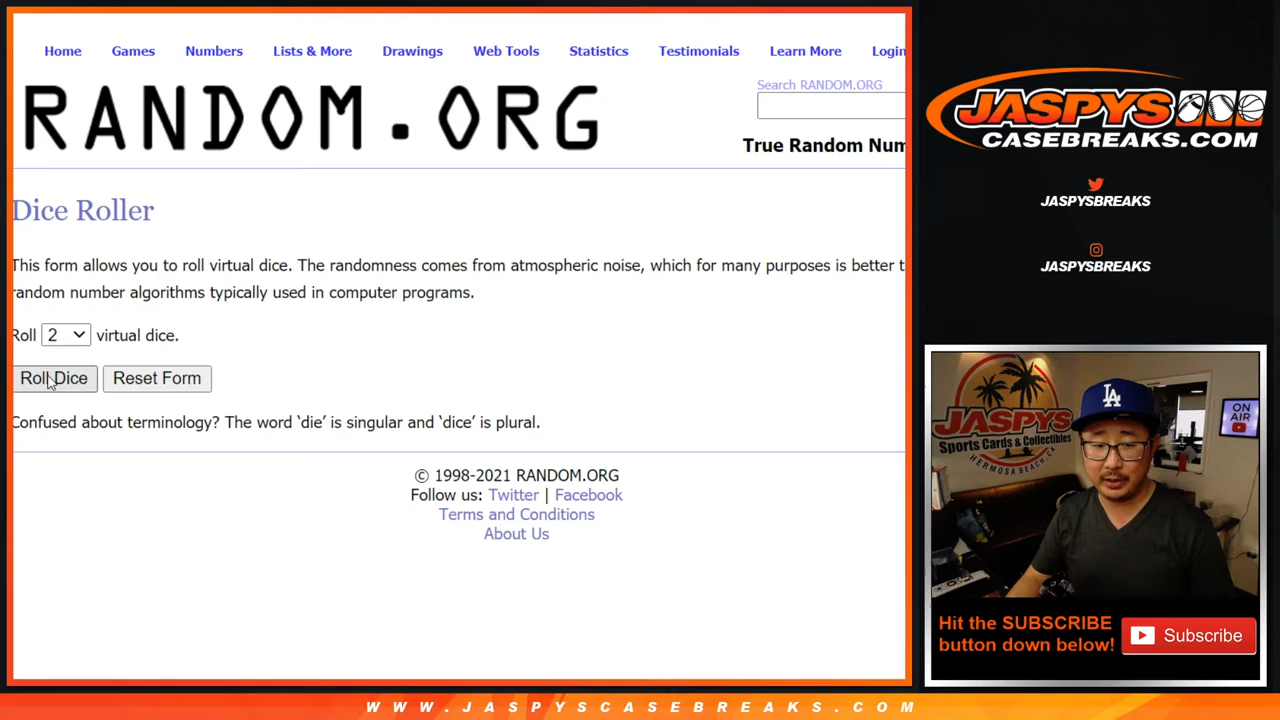 Home Games Numbers Lists & More Drawings Web Tools Statistics Testimonials Learn More Login
Search RANDOM.ORG
RANDOM.ORG
True Random Num
Dice Roller
This form allows you to roll virtual dice. The randomness comes from atmospheric noise, which for many purposes is better t
random number algorithms typically used in computer programs.
Roll 2 virtual dice.
Roll Dice Reset Form
Confused about terminology? The word ‘die’ is singular and ‘dice’ is plural.
© 1998-2021 RANDOM.ORG
Follow us: Twitter | Facebook
Terms and Conditions
About Us
JASPYS
CASEBREAKS.COM
JASPYSBREAKS
JASPYSBREAKS
JASPYS
Sports Cards & Collectibles
HERMOSA BEACH, CA
LA
ON
AIR
Hit the SUBSCRIBE
button down below!
Subscribe
WWW.JASPYSCASEBREAKS.COM